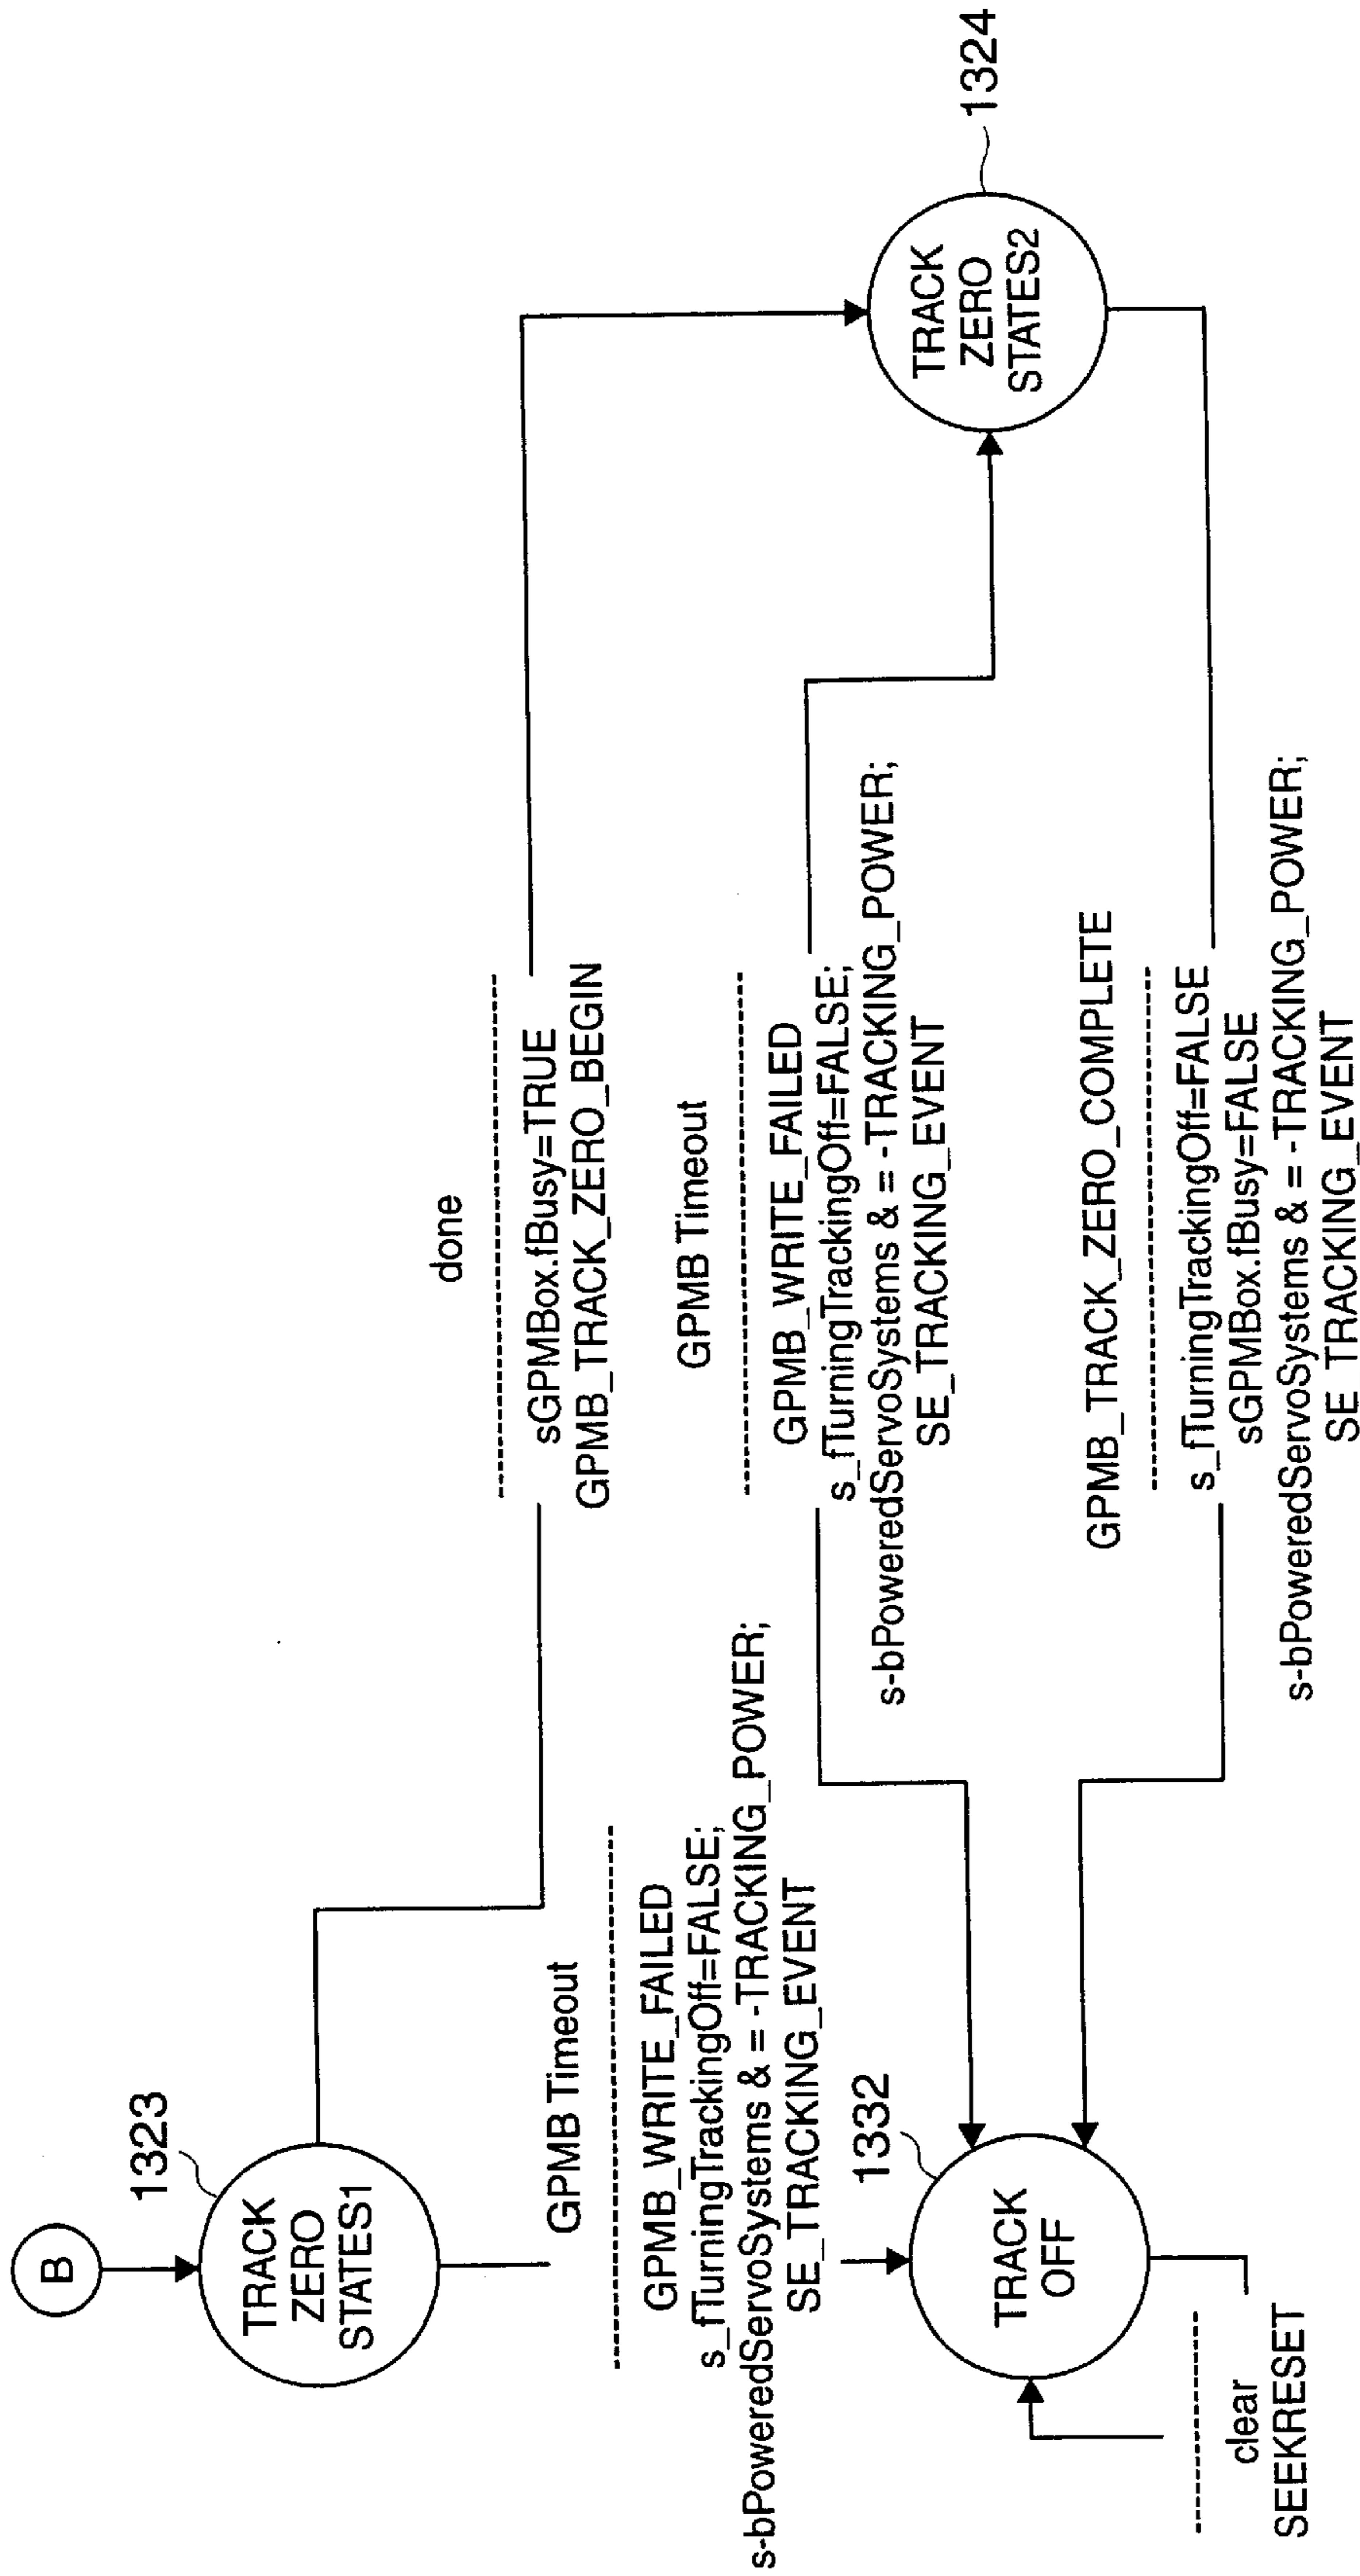 B
1323
TRACK
ZERO
STATES1
done
sGPMBox.fBusy=TRUE
GPMB_TRACK_ZERO_BEGIN
GPMB Timeout
GPMB_WRITE_FAILED
s_fTurningTrackingOff=FALSE;
s-bPoweredServoSystems & = -TRACKING_POWER;
SE_TRACKING_EVENT
GPMB Timeout
GPMB_WRITE_FAILED
s_fTurningTrackingOff=FALSE;
s-bPoweredServoSystems & = -TRACKING_POWER;
SE_TRACKING_EVENT
1324
TRACK
ZERO
STATES2
1332
TRACK
OFF
GPMB_TRACK_ZERO_COMPLETE
s_fTurningTrackingOff=FALSE
sGPMBox.fBusy=FALSE
s-bPoweredServoSystems & = -TRACKING_POWER;
SE_TRACKING_EVENT
clear
SEEKRESET